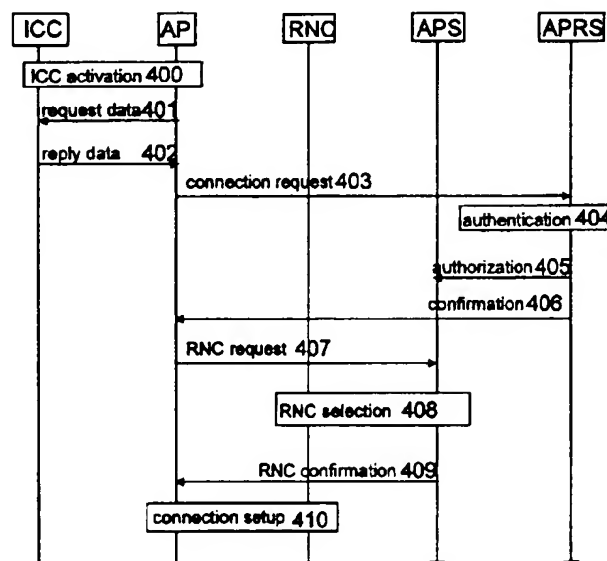 ICC AP RNC APS APRS
ICC activation 400
request data 401
reply data 402
connection request 403
authentication 404
authorization 405
confirmation 406
RNC request 407
RNC selection 408
RNC confirmation 409
connection setup 410